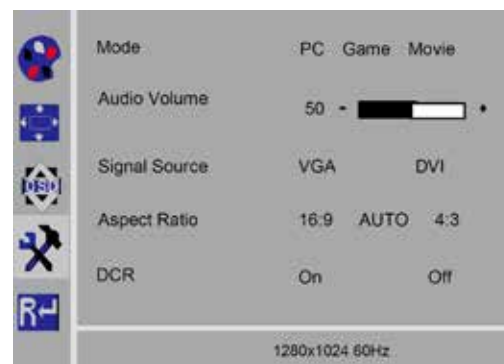 Mode PC Game Movie
Audio Volume 50 - +
Signal Source VGA DVI
OSD
Aspect Ratio 16:9 AUTO 4:3
DCR On Off
R
1280x1024 60Hz